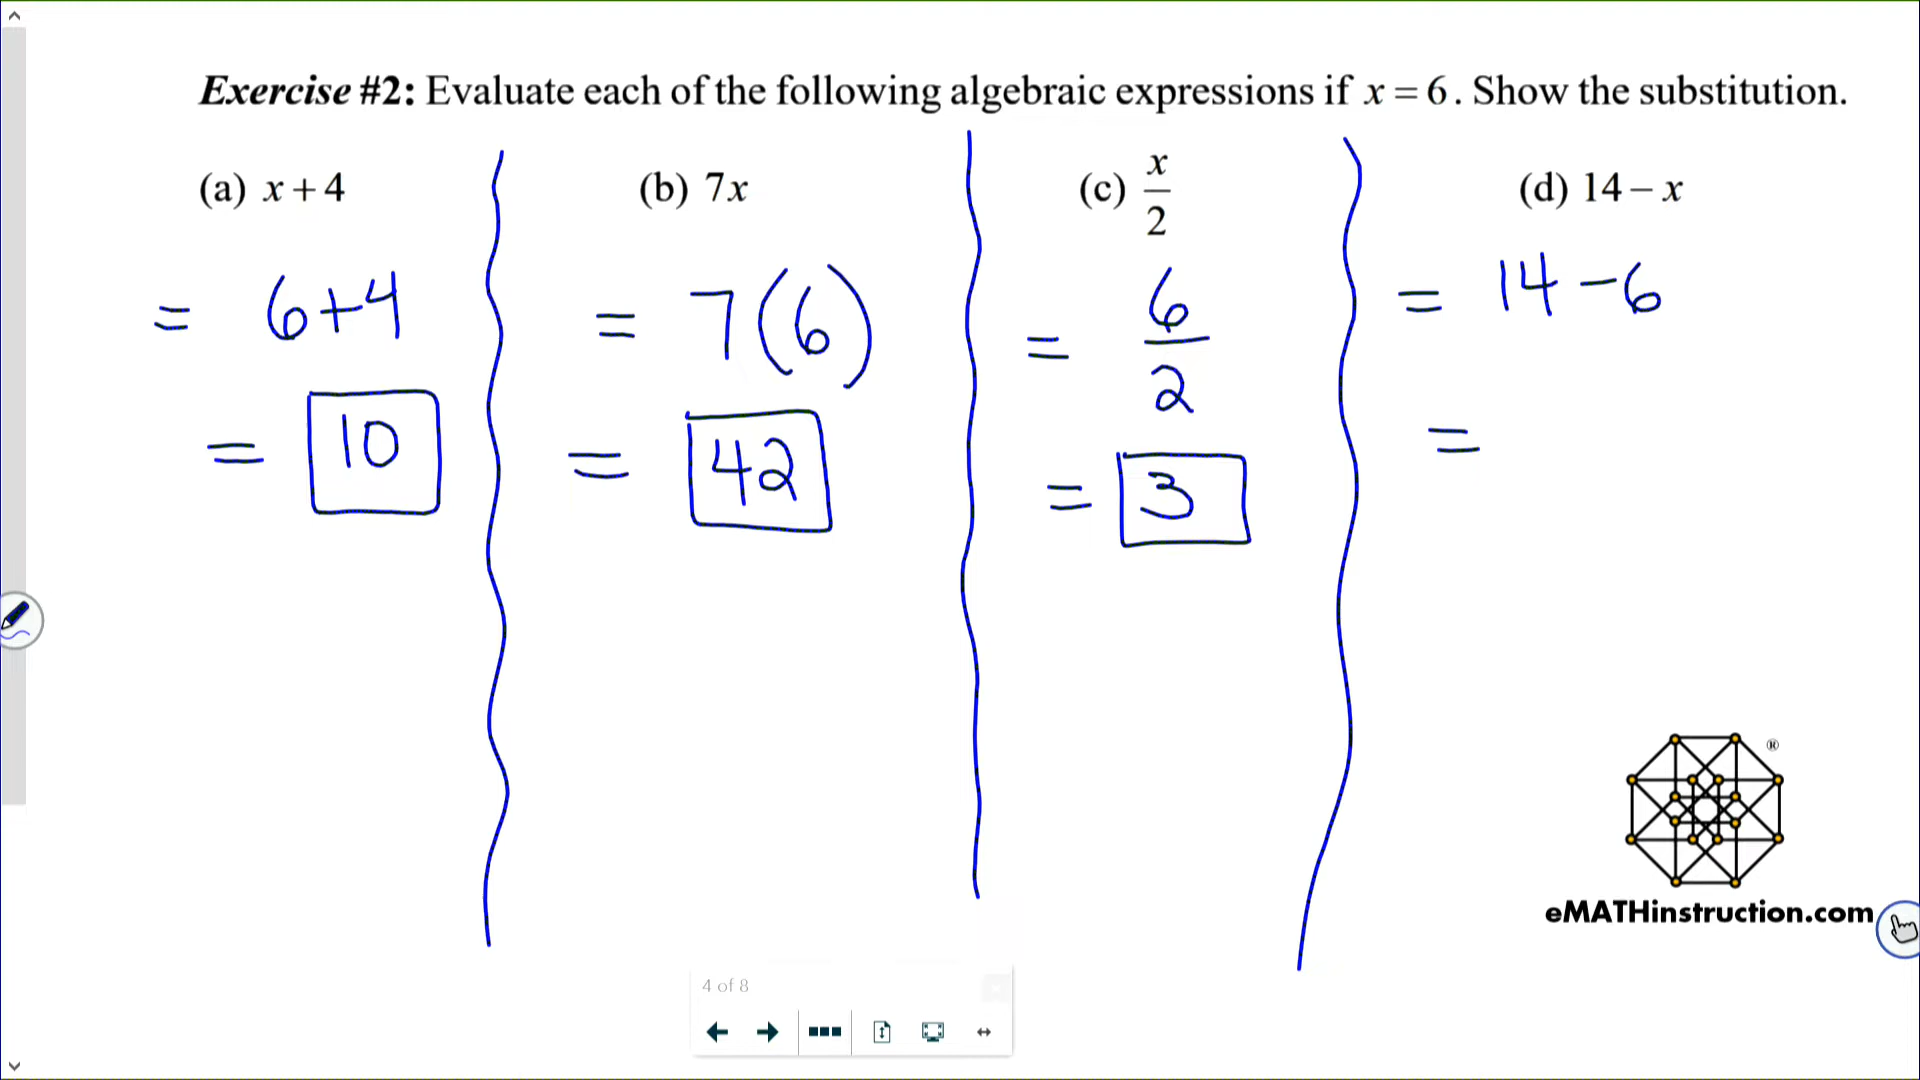 Exercise #2: Evaluate each of the following algebraic expressions if x = 6. Show the substitution.
(a) x + 4
= 6+4
= 10
(b) 7x
= 7(6)
= 42
(c) x/2
= 6/2
= 3
(d) 14 − x
= 14 − 6
=
®
eMATHinstruction.com
4 of 8